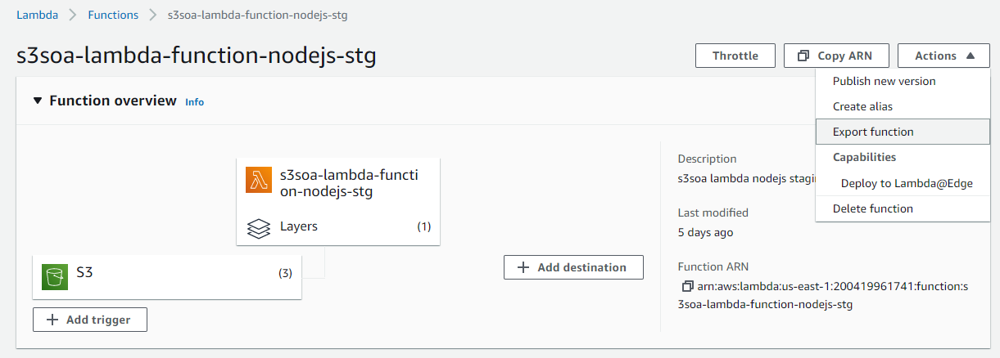 Lambda > Functions > s3soa-lambda-function-nodejs-stg
s3soa-lambda-function-nodejs-stg
Throttle
Copy ARN
Actions
Publish new version
Create alias
Export function
Capabilities
Deploy to Lambda@Edge
Delete function
Function overview Info
s3soa-lambda-functi
on-nodejs-stg
Layers (1)
S3 (3)
Add trigger
Add destination
Description
s3soa lambda nodejs
Last modified
5 days ago
Function ARN
arn:aws:lambda:us-east-1:200419961741:function:s
3soa-lambda-function-nodejs-stg